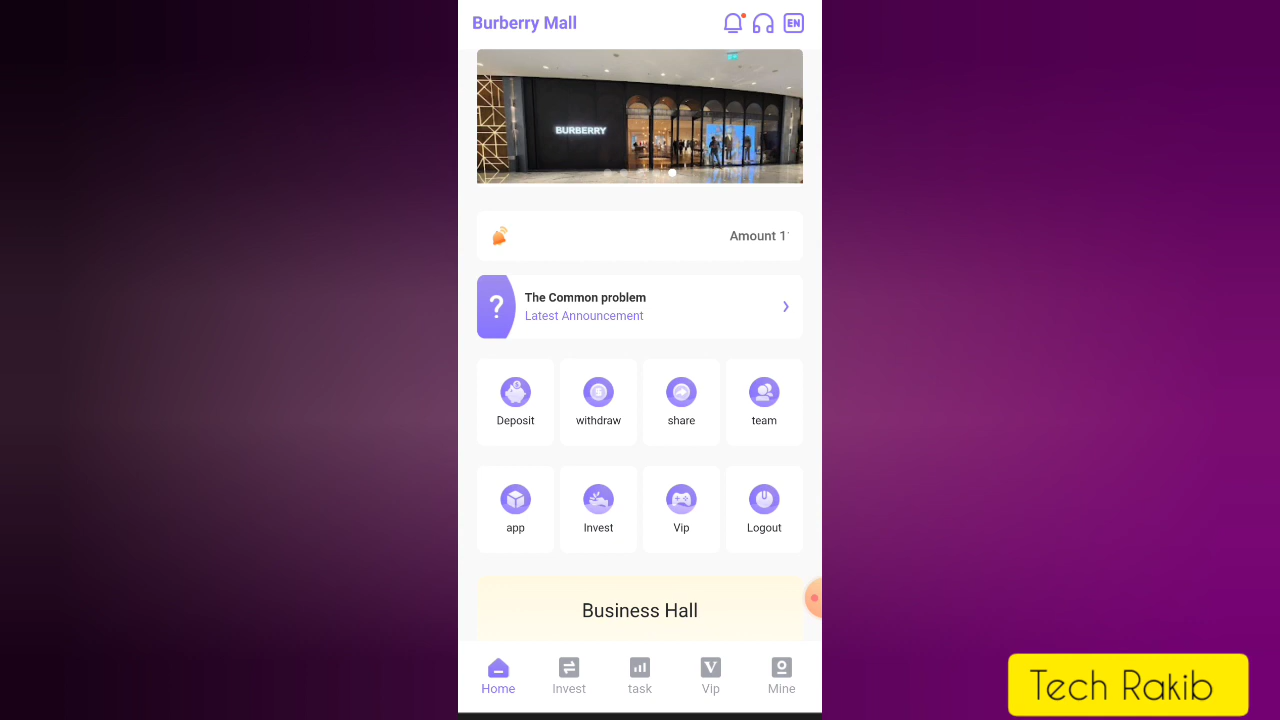 Burberry Mall
EN
BURBERRY
Amount 1
The Common problem
Latest Announcement
Deposit
withdraw
share
team
app
Invest
Vip
Logout
Business Hall
Home
Invest
task
Vip
Mine
Tech Rakib